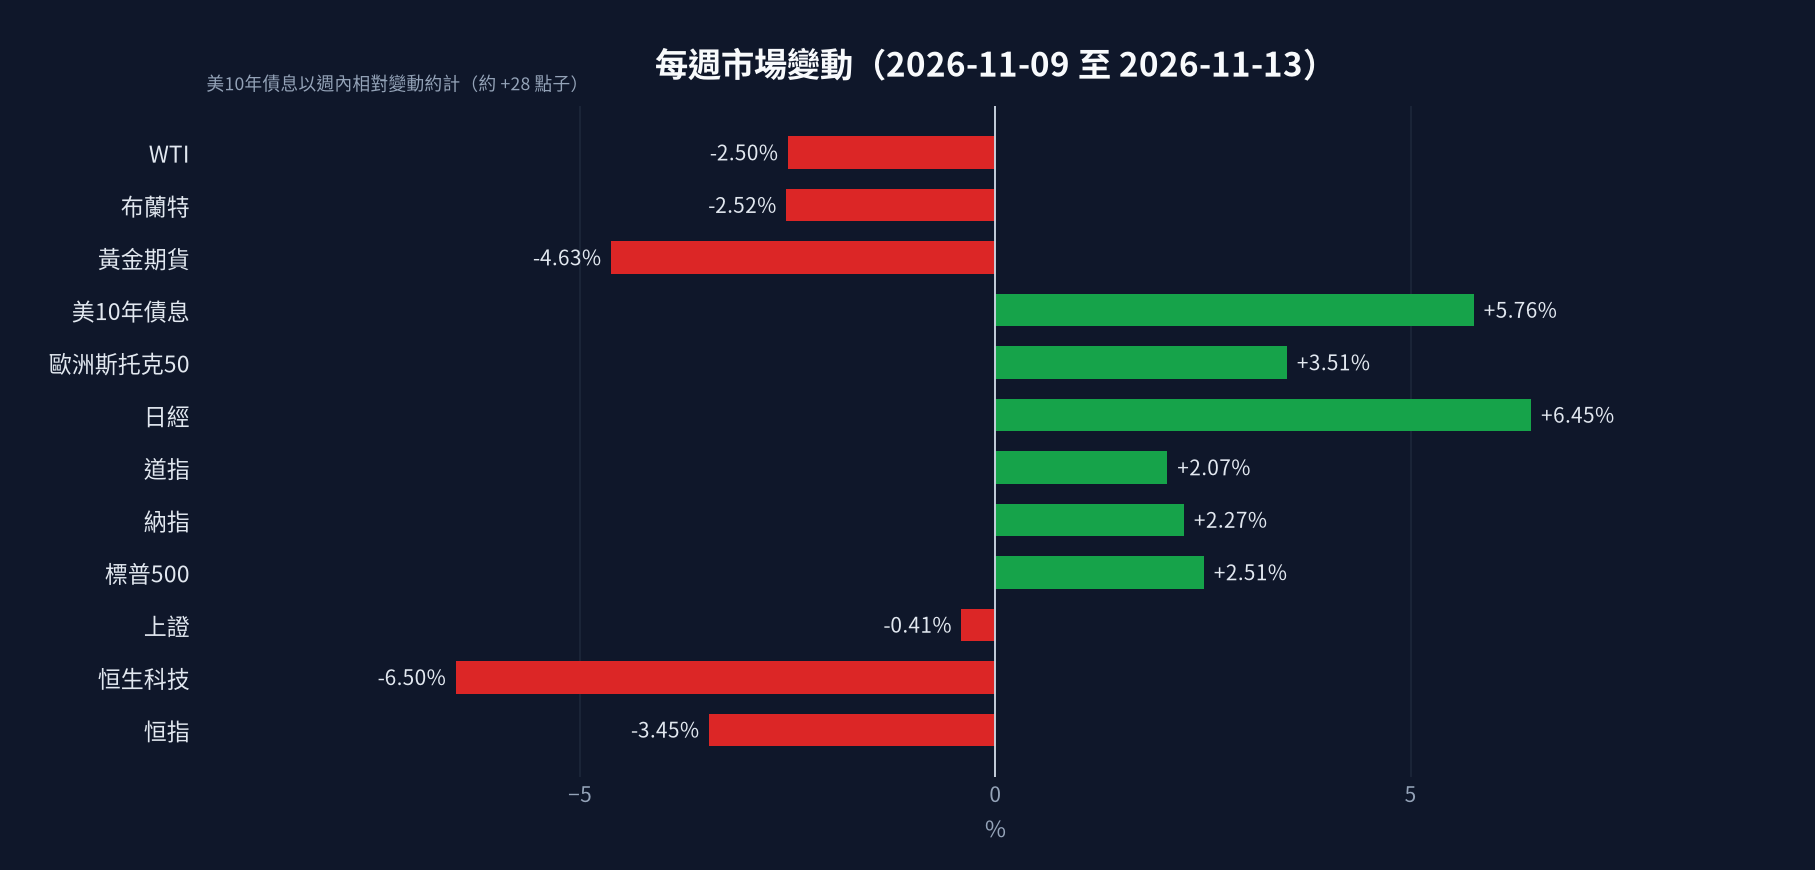 每週市場變動（2026-11-09 至 2026-11-13）
美10年債息以週內相對變動約計（約 +28 點子）
WTI -2.50%
布蘭特 -2.52%
黃金期貨 -4.63%
美10年債息 +5.76%
歐洲斯托克50 +3.51%
日經 +6.45%
道指 +2.07%
納指 +2.27%
標普500 +2.51%
上證 -0.41%
恒生科技 -6.50%
恒指 -3.45%
−5 0 5
%